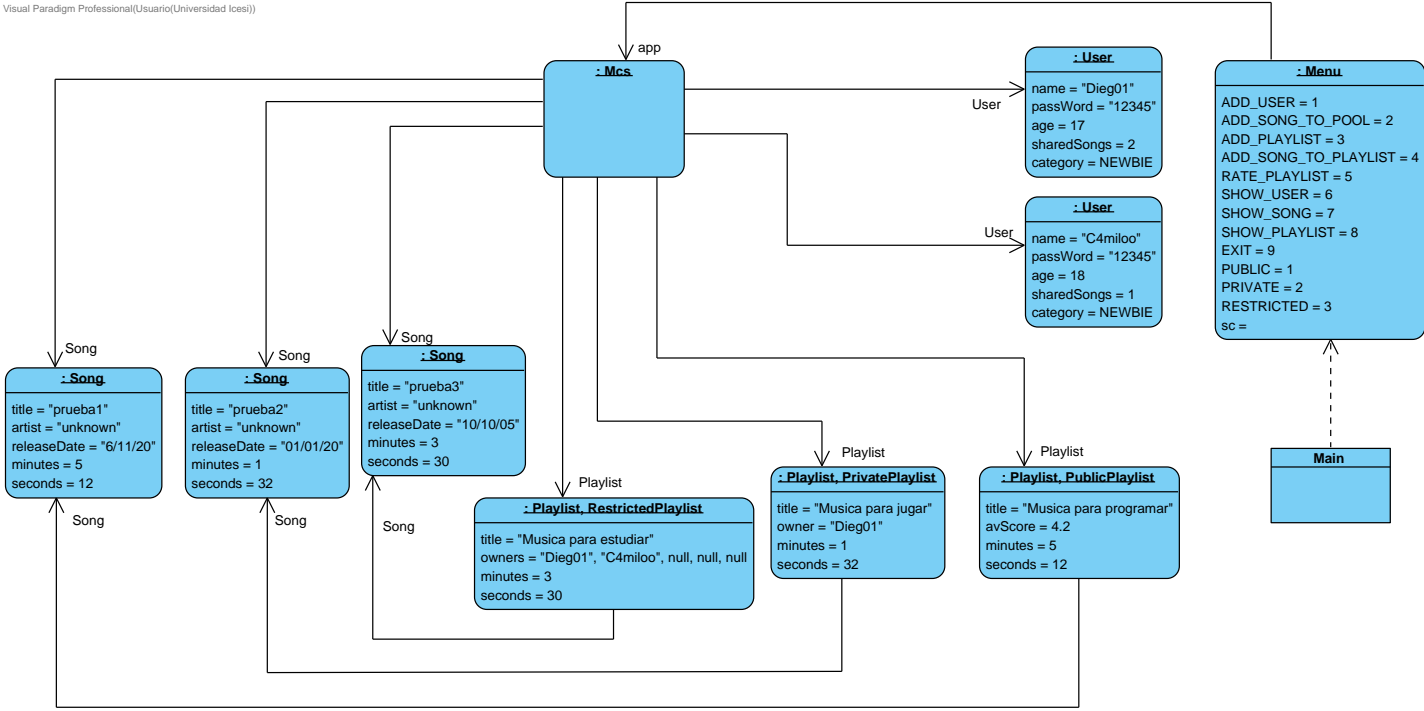 Visual Paradigm Professional(Usuario(Universidad Icesi))
app
: Mcs
User
: User
name = "Dieg01"
passWord = "12345"
age = 17
sharedSongs = 2
category = NEWBIE
User
: User
name = "C4miloo"
passWord = "12345"
age = 18
sharedSongs = 1
category = NEWBIE
: Menu
ADD_USER = 1
ADD_SONG_TO_POOL = 2
ADD_PLAYLIST = 3
ADD_SONG_TO_PLAYLIST = 4
RATE_PLAYLIST = 5
SHOW_USER = 6
SHOW_SONG = 7
SHOW_PLAYLIST = 8
EXIT = 9
PUBLIC = 1
PRIVATE = 2
RESTRICTED = 3
sc =
Main
Song
: Song
title = "prueba1"
artist = "unknown"
releaseDate = "6/11/20"
minutes = 5
seconds = 12
Song
Song
: Song
title = "prueba2"
artist = "unknown"
releaseDate = "01/01/20"
minutes = 1
seconds = 32
Song
Song
: Song
title = "prueba3"
artist = "unknown"
releaseDate = "10/10/05"
minutes = 3
seconds = 30
Song
Playlist
: Playlist, RestrictedPlaylist
title = "Musica para estudiar"
owners = "Dieg01", "C4miloo", null, null, null
minutes = 3
seconds = 30
Playlist
: Playlist, PrivatePlaylist
title = "Musica para jugar"
owner = "Dieg01"
minutes = 1
seconds = 32
Playlist
: Playlist, PublicPlaylist
title = "Musica para programar"
avScore = 4.2
minutes = 5
seconds = 12